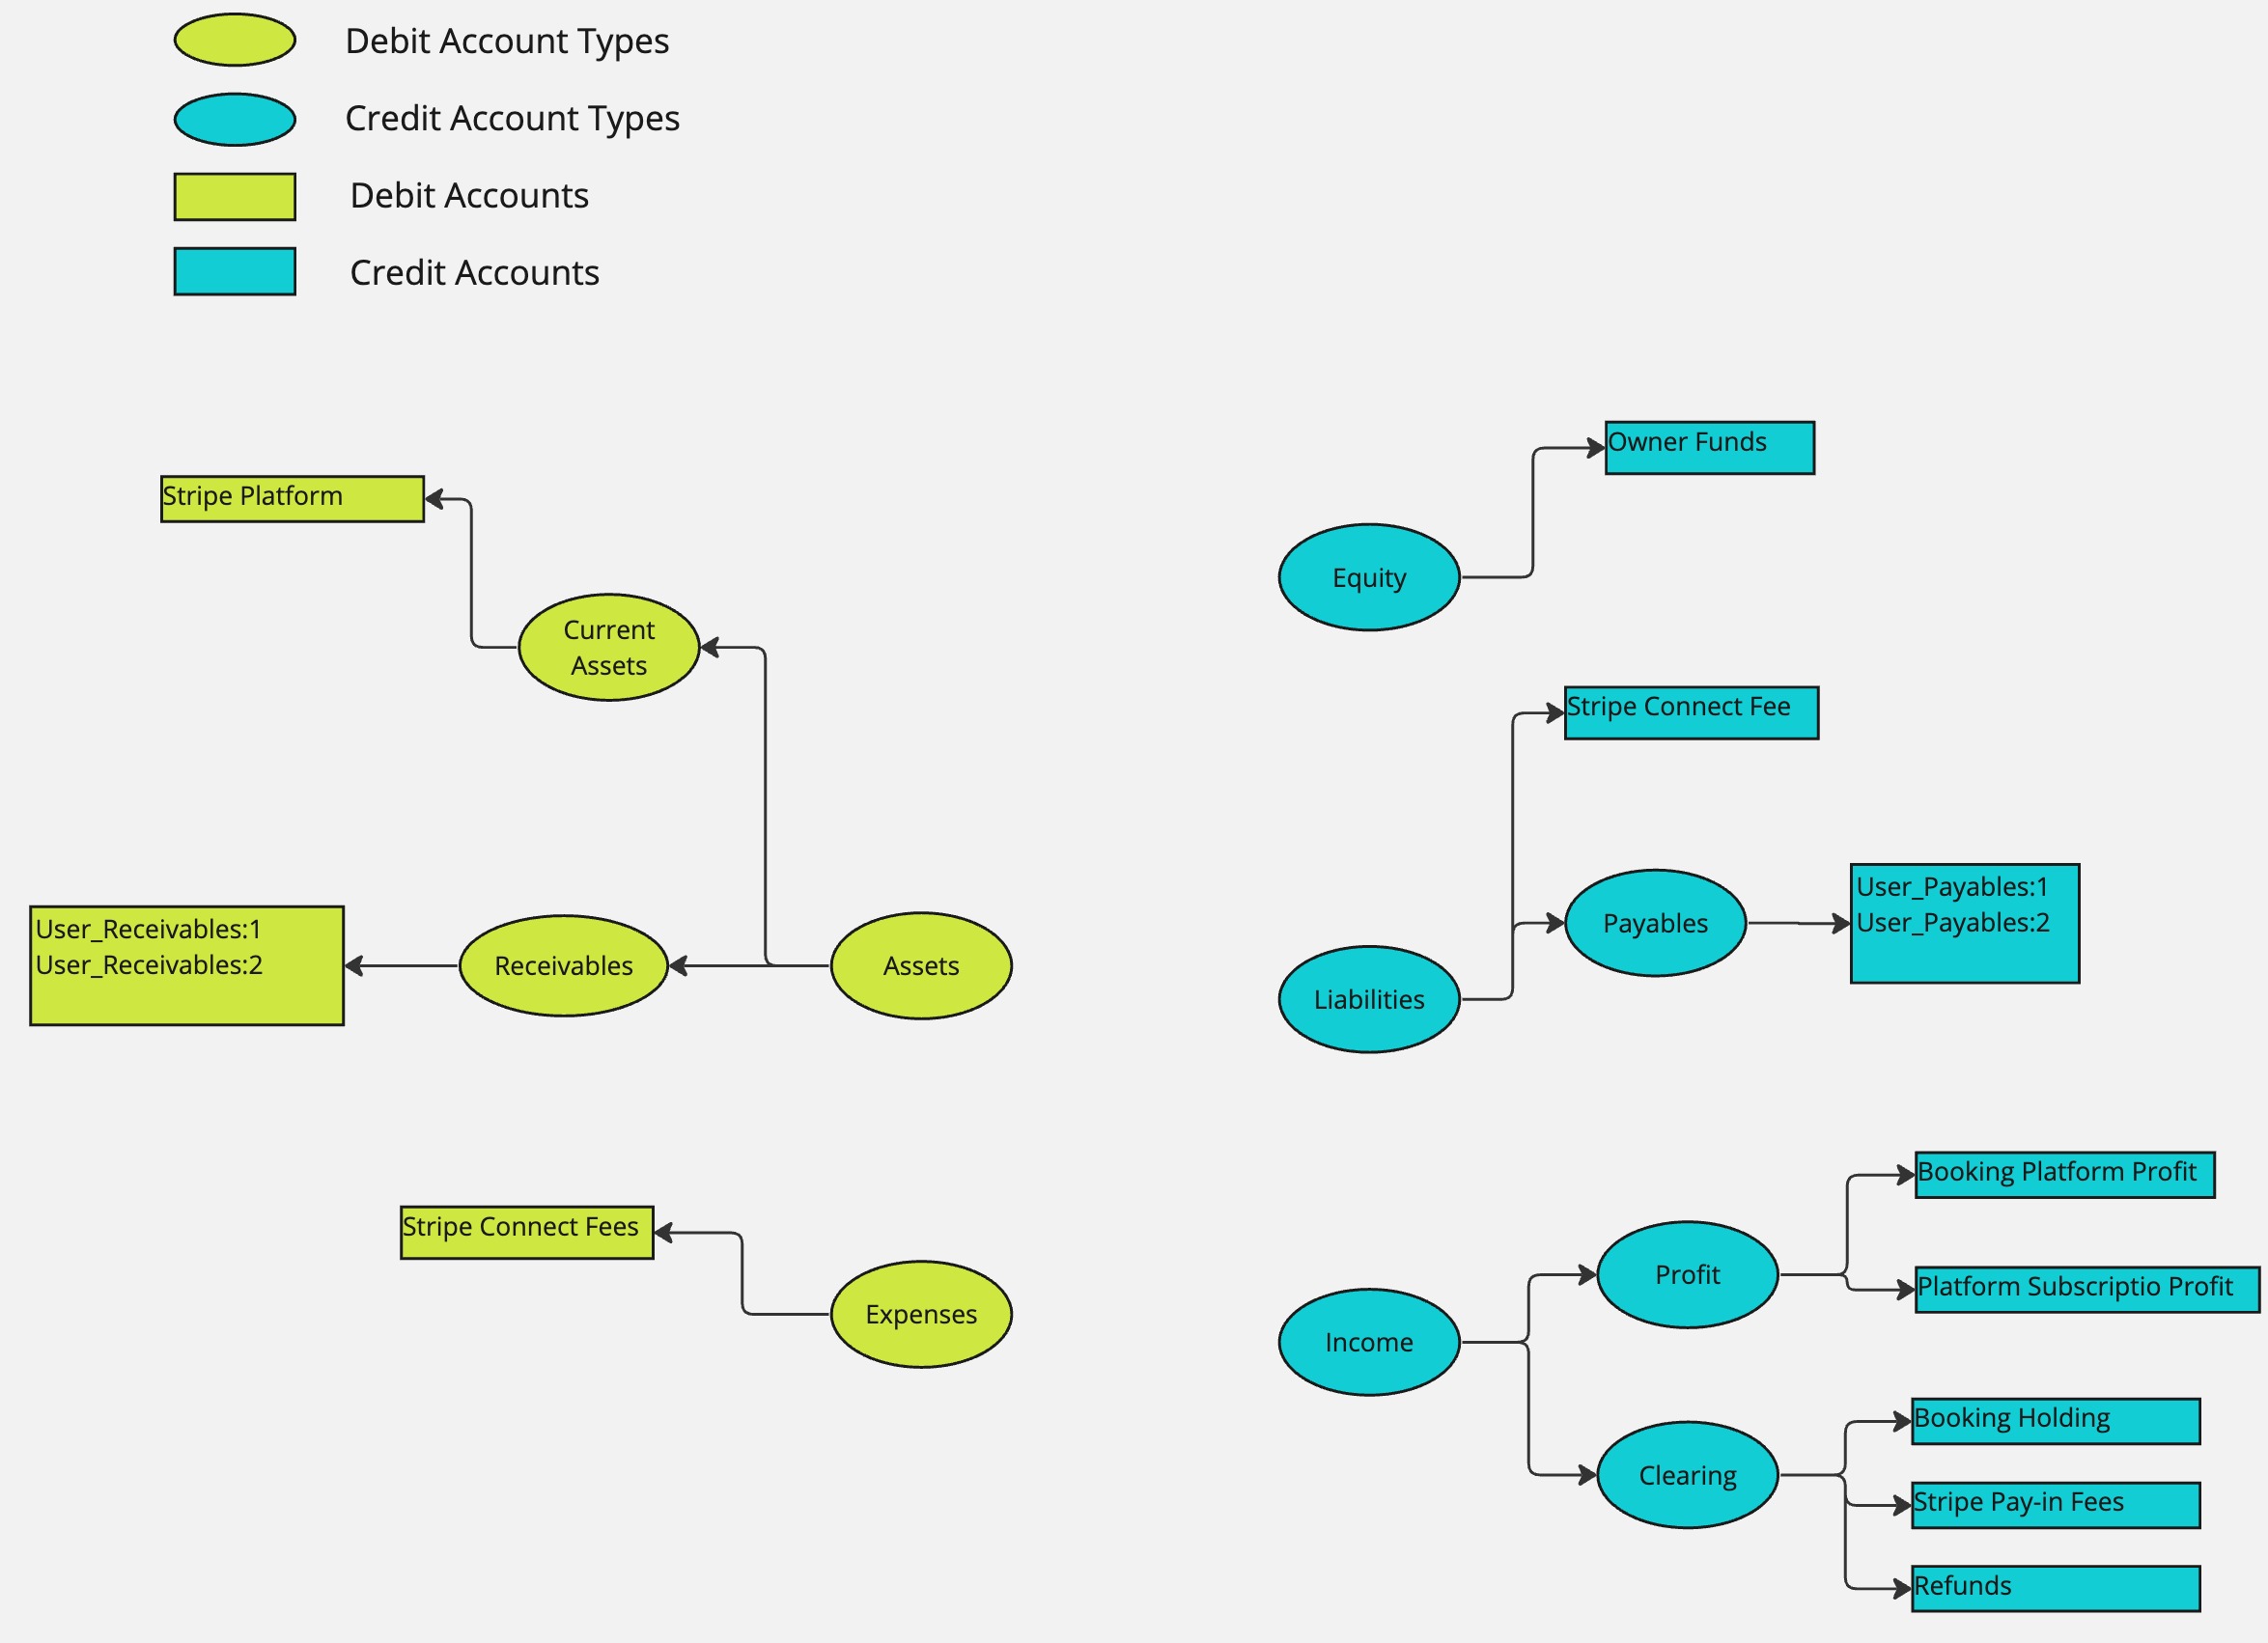 Debit Account Types
Credit Account Types
Debit Accounts
Credit Accounts
Stripe Platform
Current
Assets
User_Receivables:1
User_Receivables:2
Receivables
Assets
Stripe Connect Fees
Expenses
Owner Funds
Equity
Stripe Connect Fee
Payables
User_Payables:1
User_Payables:2
Liabilities
Booking Platform Profit
Profit
Platform Subscriptio Profit
Income
Booking Holding
Clearing
Stripe Pay-in Fees
Refunds